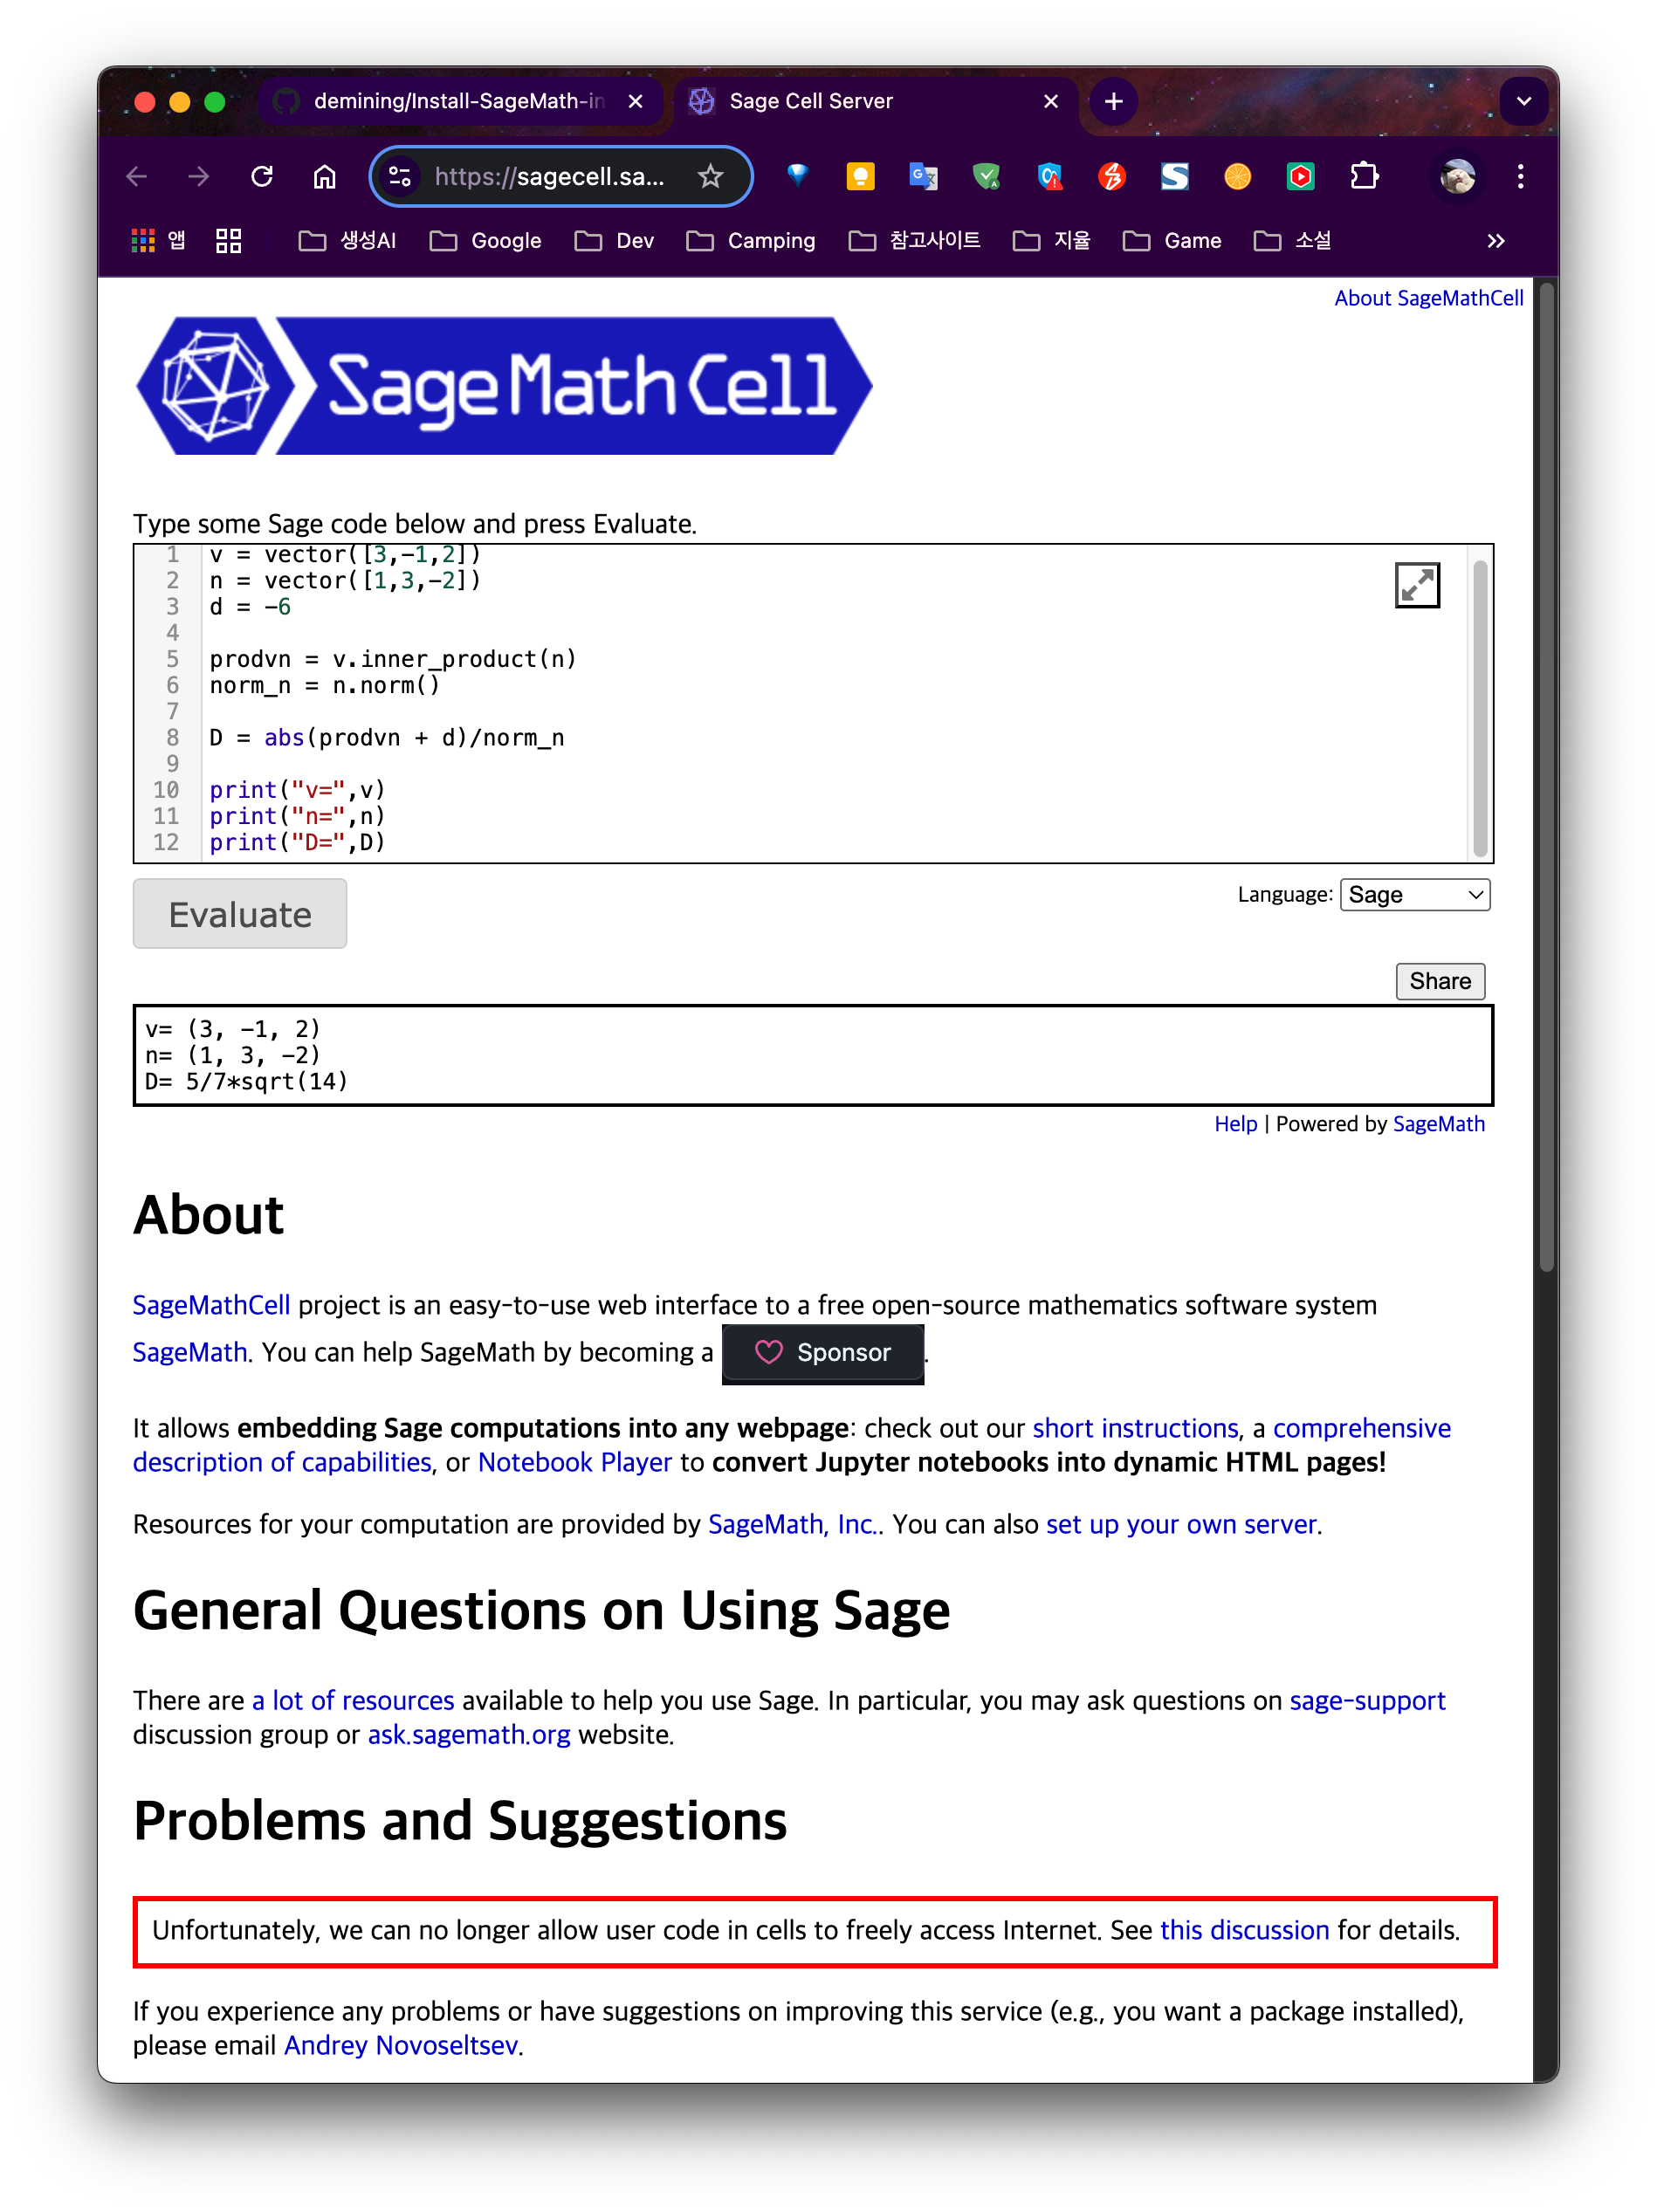 demining/Install-SageMath-in
Sage Cell Server
https://sagecell.sa...
앱
생성AI
Google
Dev
Camping
참고사이트
지율
Game
소설
About SageMathCell
SageMathCell
Type some Sage code below and press Evaluate.
1 v = vector([3,-1,2])
2 n = vector([1,3,-2])
3 d = -6
4
5 prodvn = v.inner_product(n)
6 norm_n = n.norm()
7
8 D = abs(prodvn + d)/norm_n
9
10 print("v=",v)
11 print("n=",n)
12 print("D=",D)
Evaluate
Language: Sage
Share
v= (3, -1, 2)
n= (1, 3, -2)
D= 5/7*sqrt(14)
Help | Powered by SageMath
About
SageMathCell project is an easy-to-use web interface to a free open-source mathematics software system
SageMath. You can help SageMath by becoming a Sponsor.
It allows embedding Sage computations into any webpage: check out our short instructions, a comprehensive
description of capabilities, or Notebook Player to convert Jupyter notebooks into dynamic HTML pages!
Resources for your computation are provided by SageMath, Inc.. You can also set up your own server.
General Questions on Using Sage
There are a lot of resources available to help you use Sage. In particular, you may ask questions on sage-support
discussion group or ask.sagemath.org website.
Problems and Suggestions
Unfortunately, we can no longer allow user code in cells to freely access Internet. See this discussion for details.
If you experience any problems or have suggestions on improving this service (e.g., you want a package installed),
please email Andrey Novoseltsev.